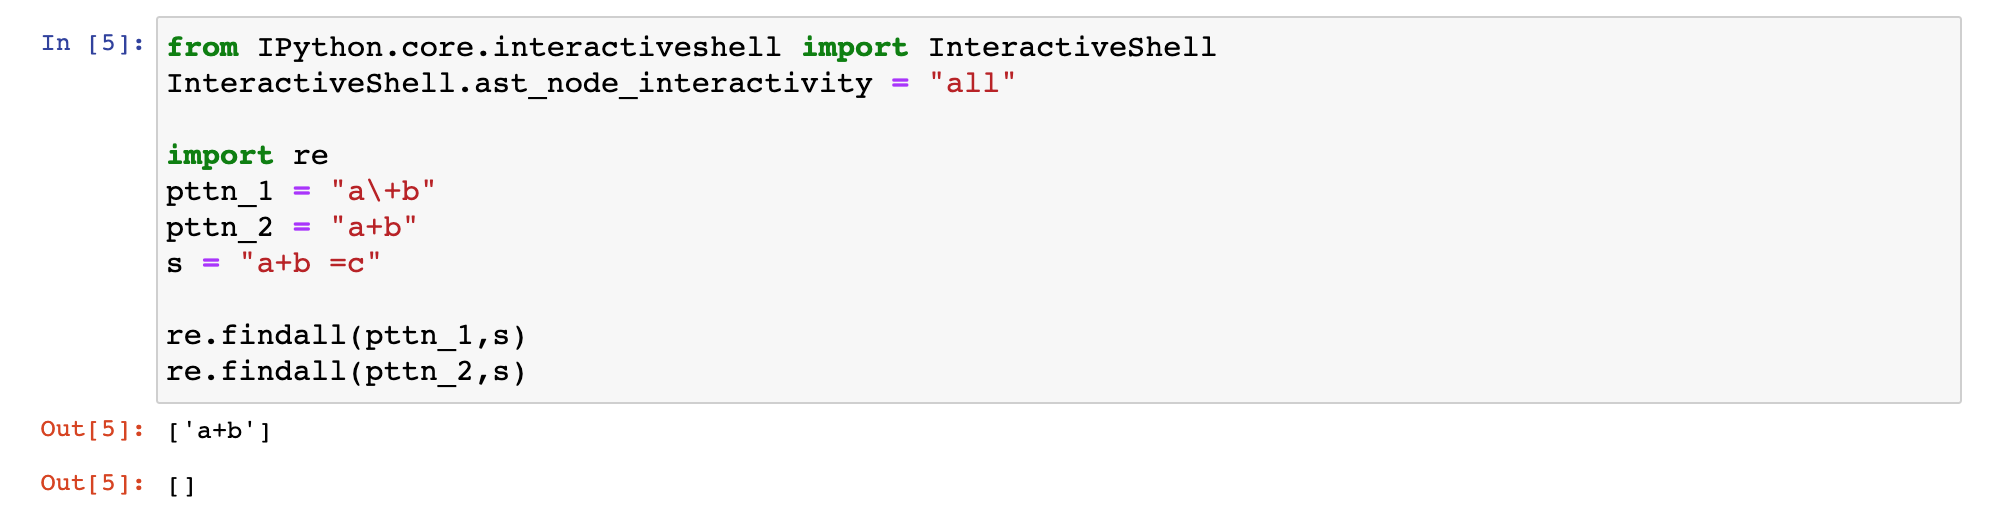 In [5]: from IPython.core.interactiveshell import InteractiveShell
InteractiveShell.ast_node_interactivity = "all"
import re
pttn_1 = "a\+b"
pttn_2 = "a+b"
s = "a+b =c"
re.findall(pttn_1,s)
re.findall(pttn_2,s)
Out[5]: ['a+b']
Out[5]: []